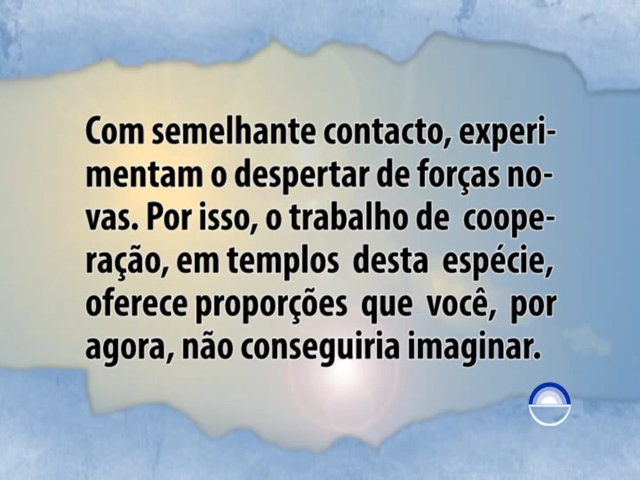 Com semelhante contacto, experi-
mentam o despertar de forças no-
vas. Por isso, o trabalho de coope-
ração, em templos desta espécie,
oferece proporções que você, por
agora, não conseguiria imaginar.